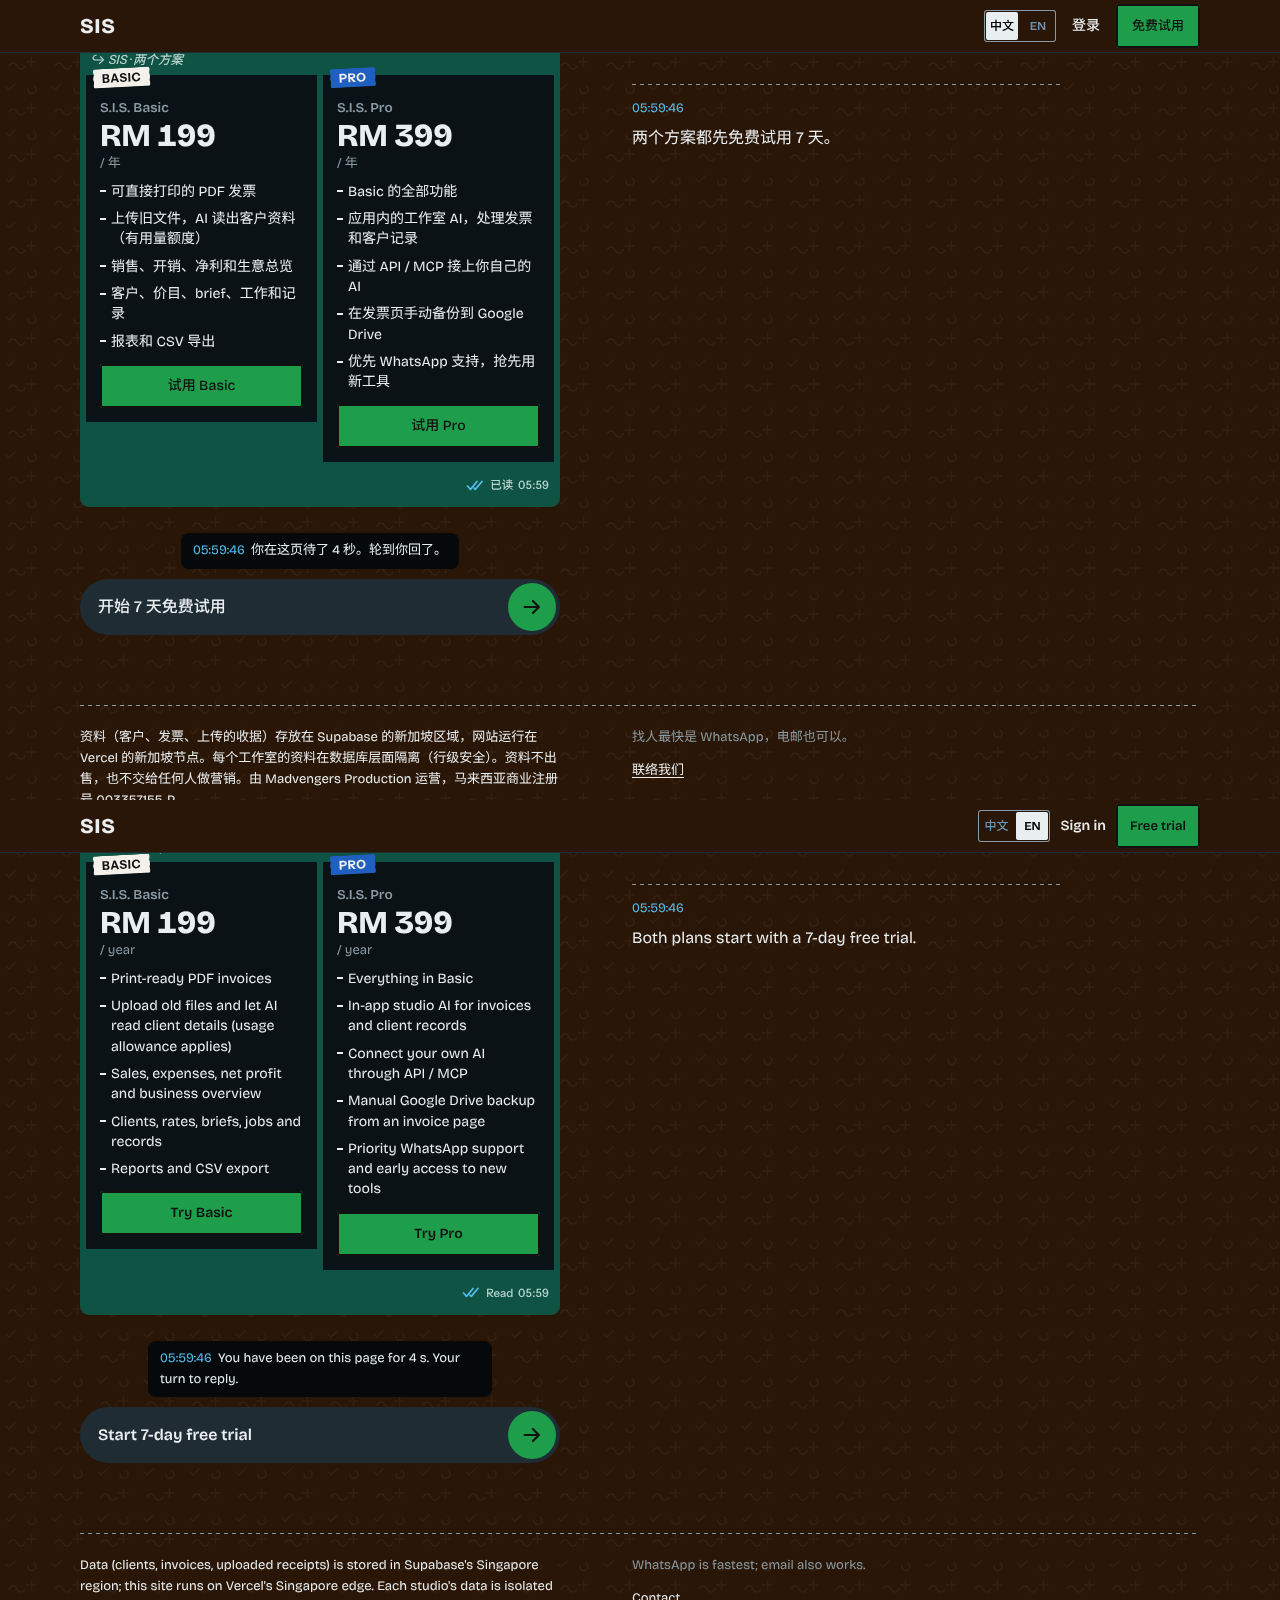 SIS
中文 EN 登录 免费试用
↪ SIS · 两个方案
BASIC
S.I.S. Basic
RM 199
/ 年
可直接打印的 PDF 发票
上传旧文件，AI 读出客户资料
（有用量额度）
销售、开销、净利和生意总览
客户、价目、brief、工作和记
录
报表和 CSV 导出
试用 Basic
PRO
S.I.S. Pro
RM 399
/ 年
Basic 的全部功能
应用内的工作室 AI，处理发票
和客户记录
通过 API / MCP 接上你自己的
AI
在发票页手动备份到 Google
Drive
优先 WhatsApp 支持，抢先用
新工具
试用 Pro
已读 05:59
05:59:46
两个方案都先免费试用 7 天。
05:59:46 你在这页待了 4 秒。轮到你回了。
开始 7 天免费试用
资料（客户、发票、上传的收据）存放在 Supabase 的新加坡区域，网站运行在
Vercel 的新加坡节点。每个工作室的资料在数据库层面隔离（行级安全）。资料不出
售，也不交给任何人做营销。由 Madvengers Production 运营，马来西亚商业注册
号 003357155-P
找人最快是 WhatsApp，电邮也可以。
联络我们
SIS
中文 EN Sign in Free trial
BASIC
S.I.S. Basic
RM 199
/ year
Print-ready PDF invoices
Upload old files and let AI
read client details (usage
allowance applies)
Sales, expenses, net profit
and business overview
Clients, rates, briefs, jobs and
records
Reports and CSV export
Try Basic
PRO
S.I.S. Pro
RM 399
/ year
Everything in Basic
In-app studio AI for invoices
and client records
Connect your own AI
through API / MCP
Manual Google Drive backup
from an invoice page
Priority WhatsApp support
and early access to new
tools
Try Pro
Read 05:59
05:59:46
Both plans start with a 7-day free trial.
05:59:46 You have been on this page for 4 s. Your
turn to reply.
Start 7-day free trial
Data (clients, invoices, uploaded receipts) is stored in Supabase's Singapore
region; this site runs on Vercel's Singapore edge. Each studio's data is isolated
WhatsApp is fastest; email also works.
Contact